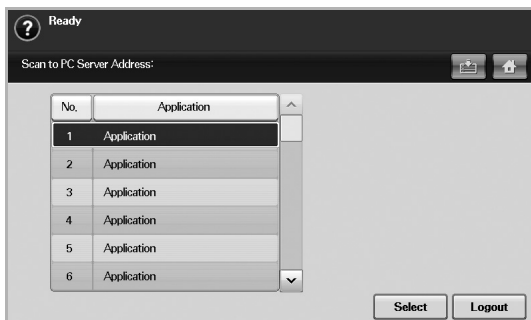 ? Ready
Scan to PC Server Address:
No. Application
1 Application
2 Application
3 Application
4 Application
5 Application
6 Application
Select Logout